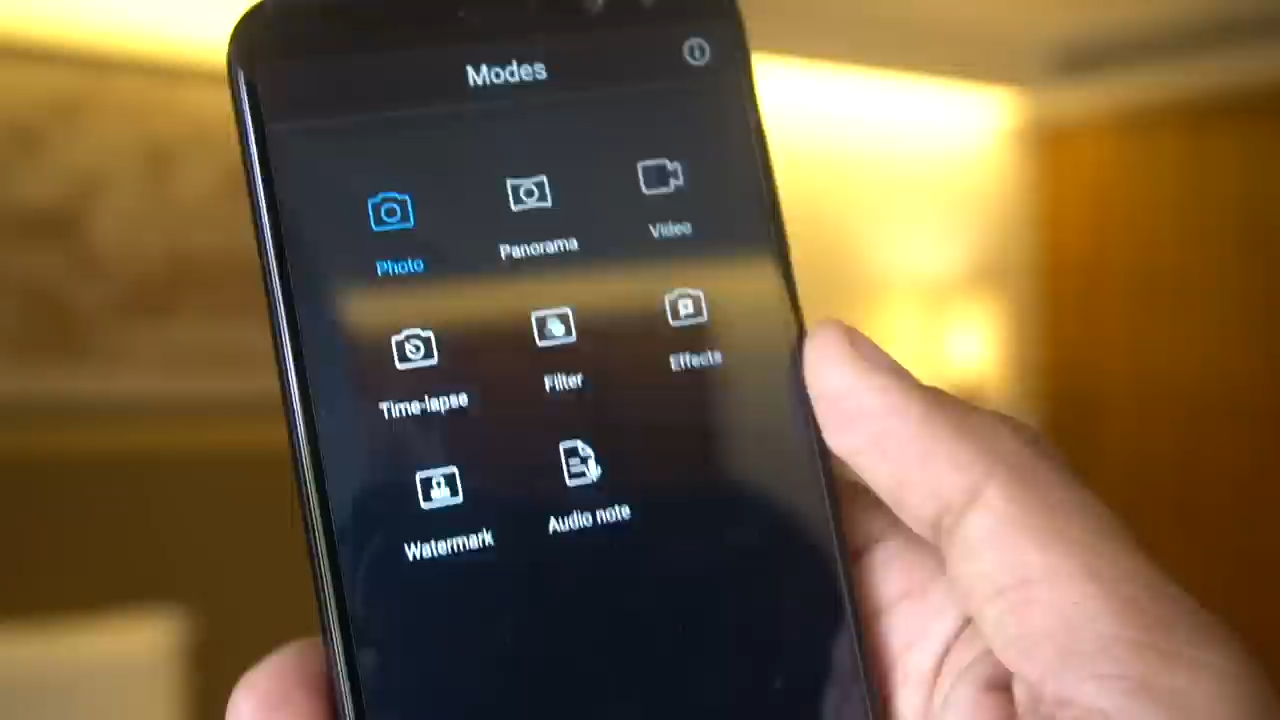 Modes
Photo
Panorama
Video
Time-lapse
Filter
Effects
Watermark
Audio note